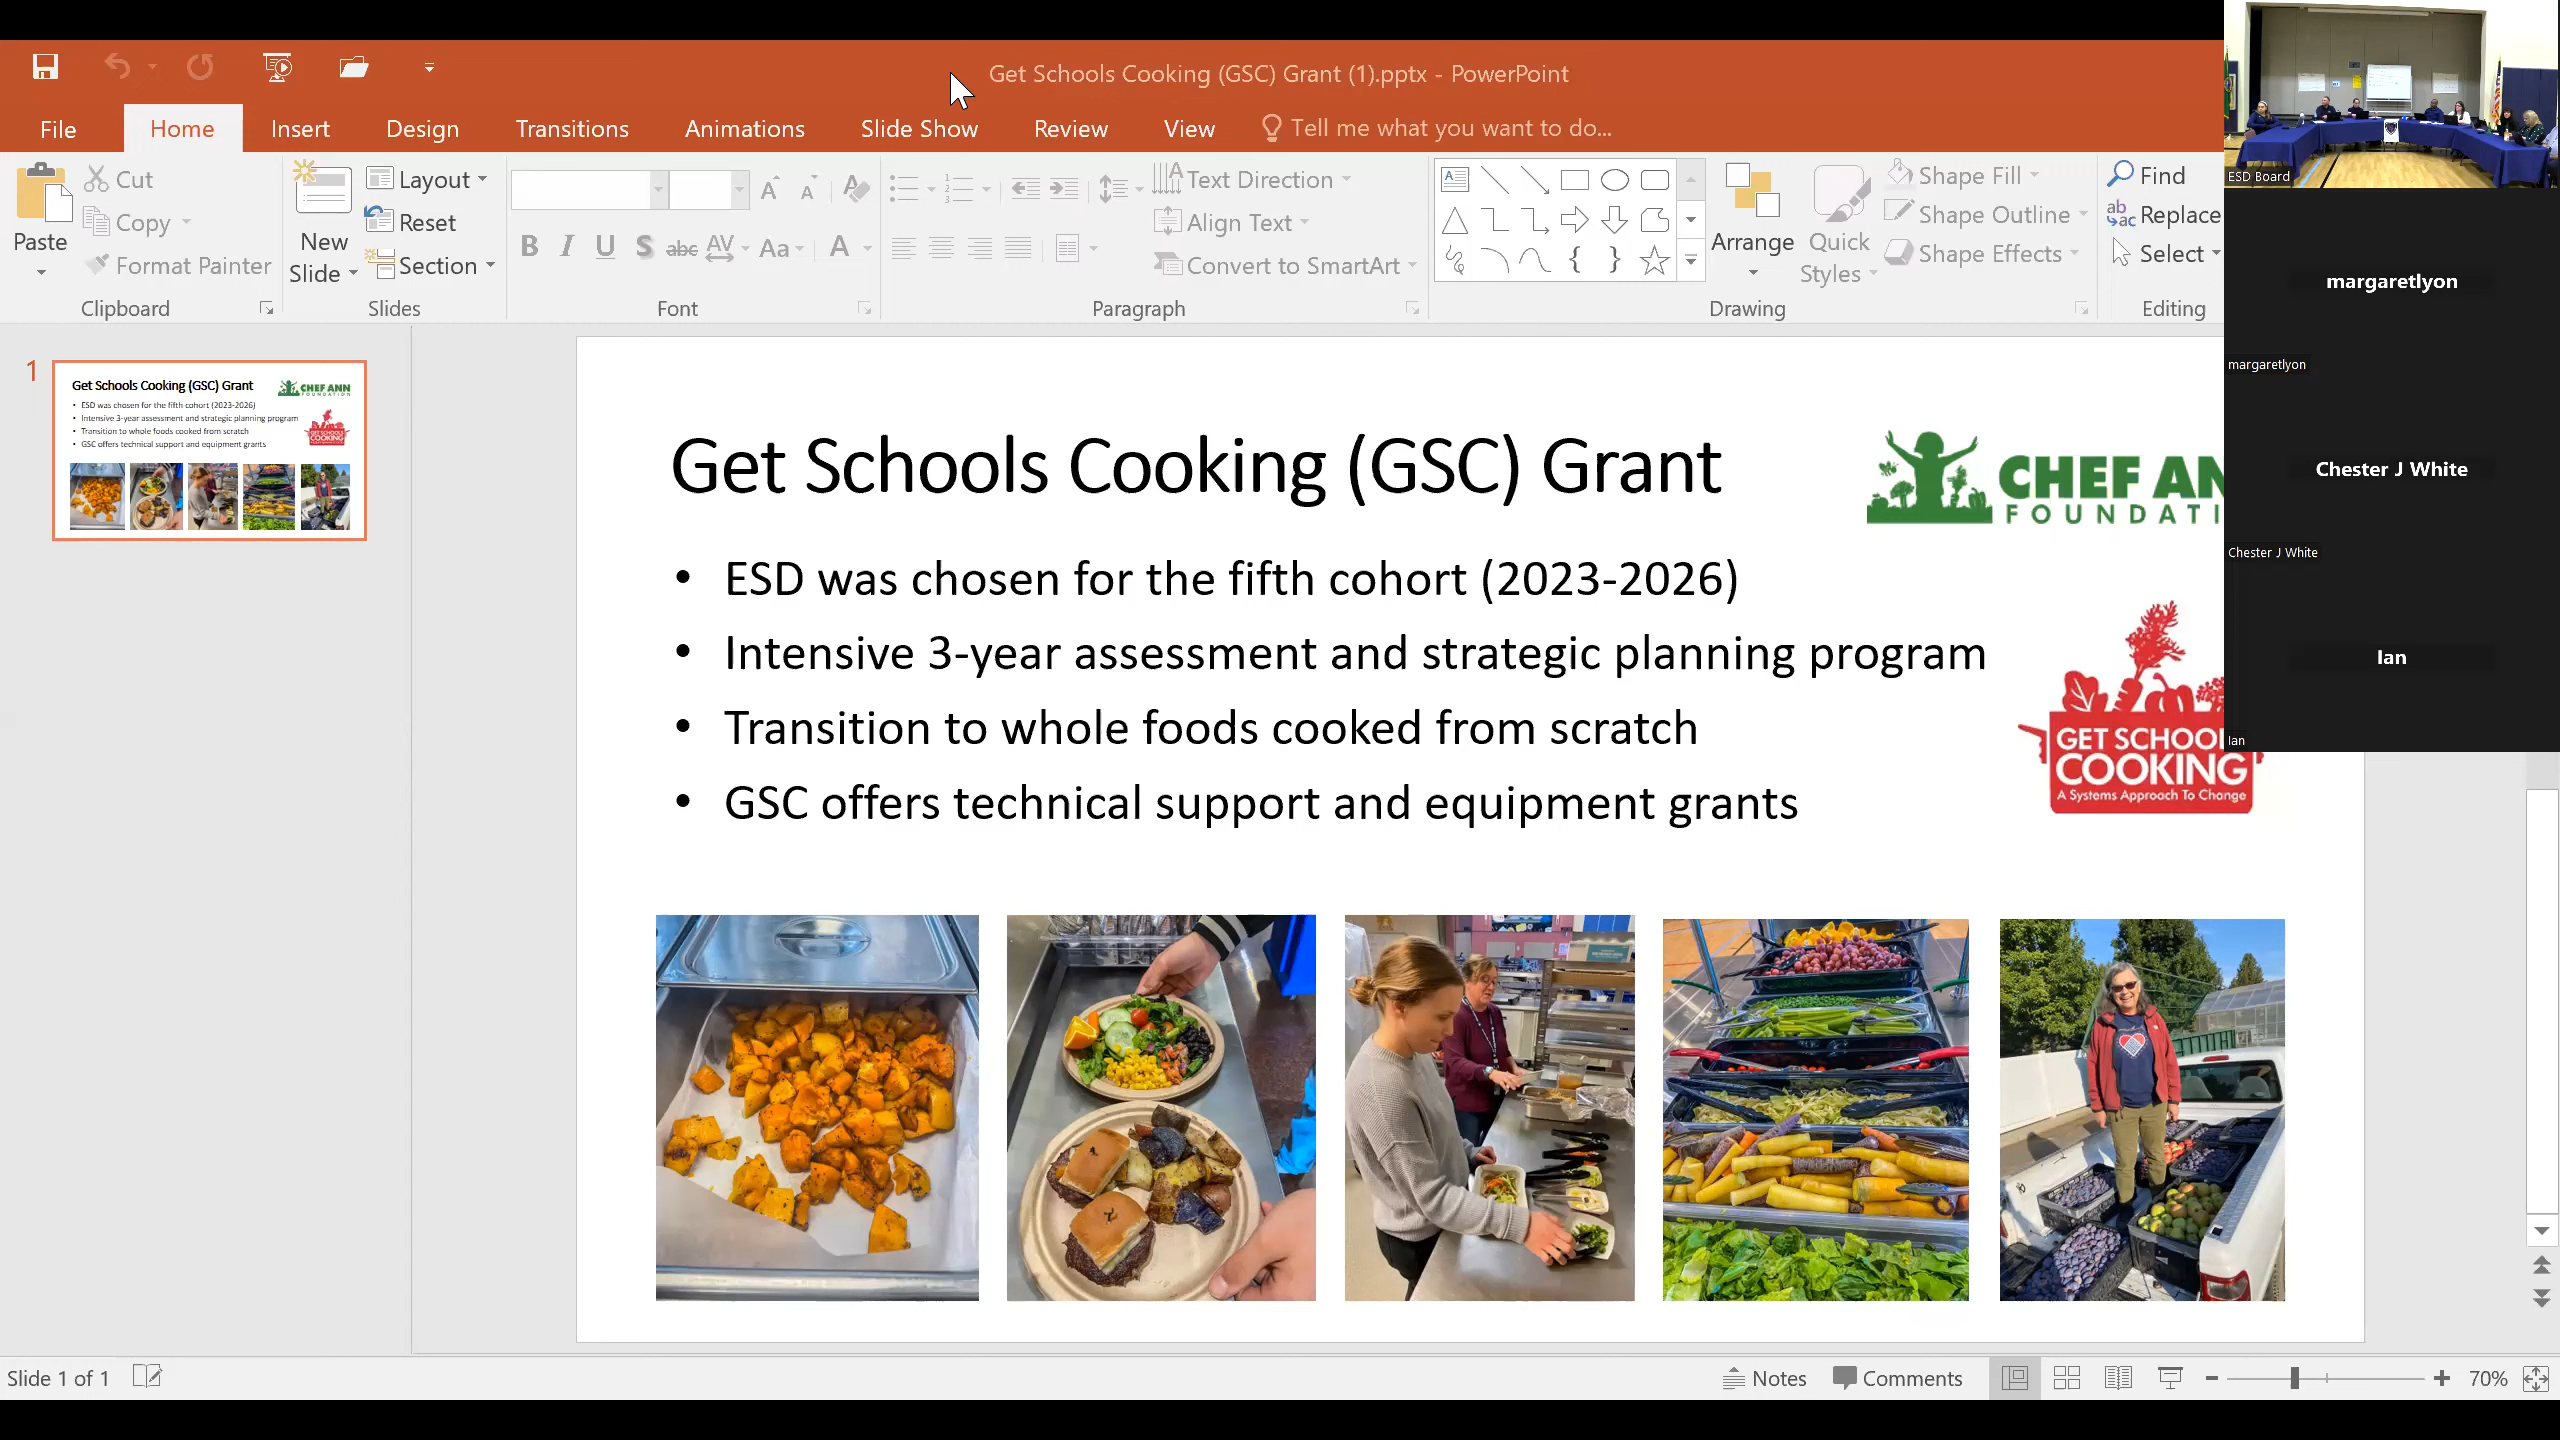 Get Schools Cooking (GSC) Grant (1).pptx - PowerPoint
File Home Insert Design Transitions Animations Slide Show Review View Tell me what you want to do...
Paste
Cut
Copy
Format Painter
Clipboard
New
Slide
Layout
Reset
Section
Slides
B I U S abc AV Aa A
Font
Text Direction
Align Text
Convert to SmartArt
Paragraph
Arrange
Quick
Styles
Shape Fill
Shape Outline
Shape Effects
Drawing
Find
Replace
Select
Editing
ESD Board
margaretlyon
margaretlyon
Chester J White
Chester J White
Ian
Ian
1
Get Schools Cooking (GSC) Grant
CHEF ANN
FOUNDATION
• ESD was chosen for the fifth cohort (2023-2026)
• Intensive 3-year assessment and strategic planning program
• Transition to whole foods cooked from scratch
• GSC offers technical support and equipment grants
GET SCHOOLS
COOKING
Get Schools Cooking (GSC) Grant
CHEF AN
FOUNDATI
• ESD was chosen for the fifth cohort (2023-2026)
• Intensive 3-year assessment and strategic planning program
• Transition to whole foods cooked from scratch
• GSC offers technical support and equipment grants
GET SCHOO
COOKING
A Systems Approach To Change
Slide 1 of 1
Notes
Comments
70%